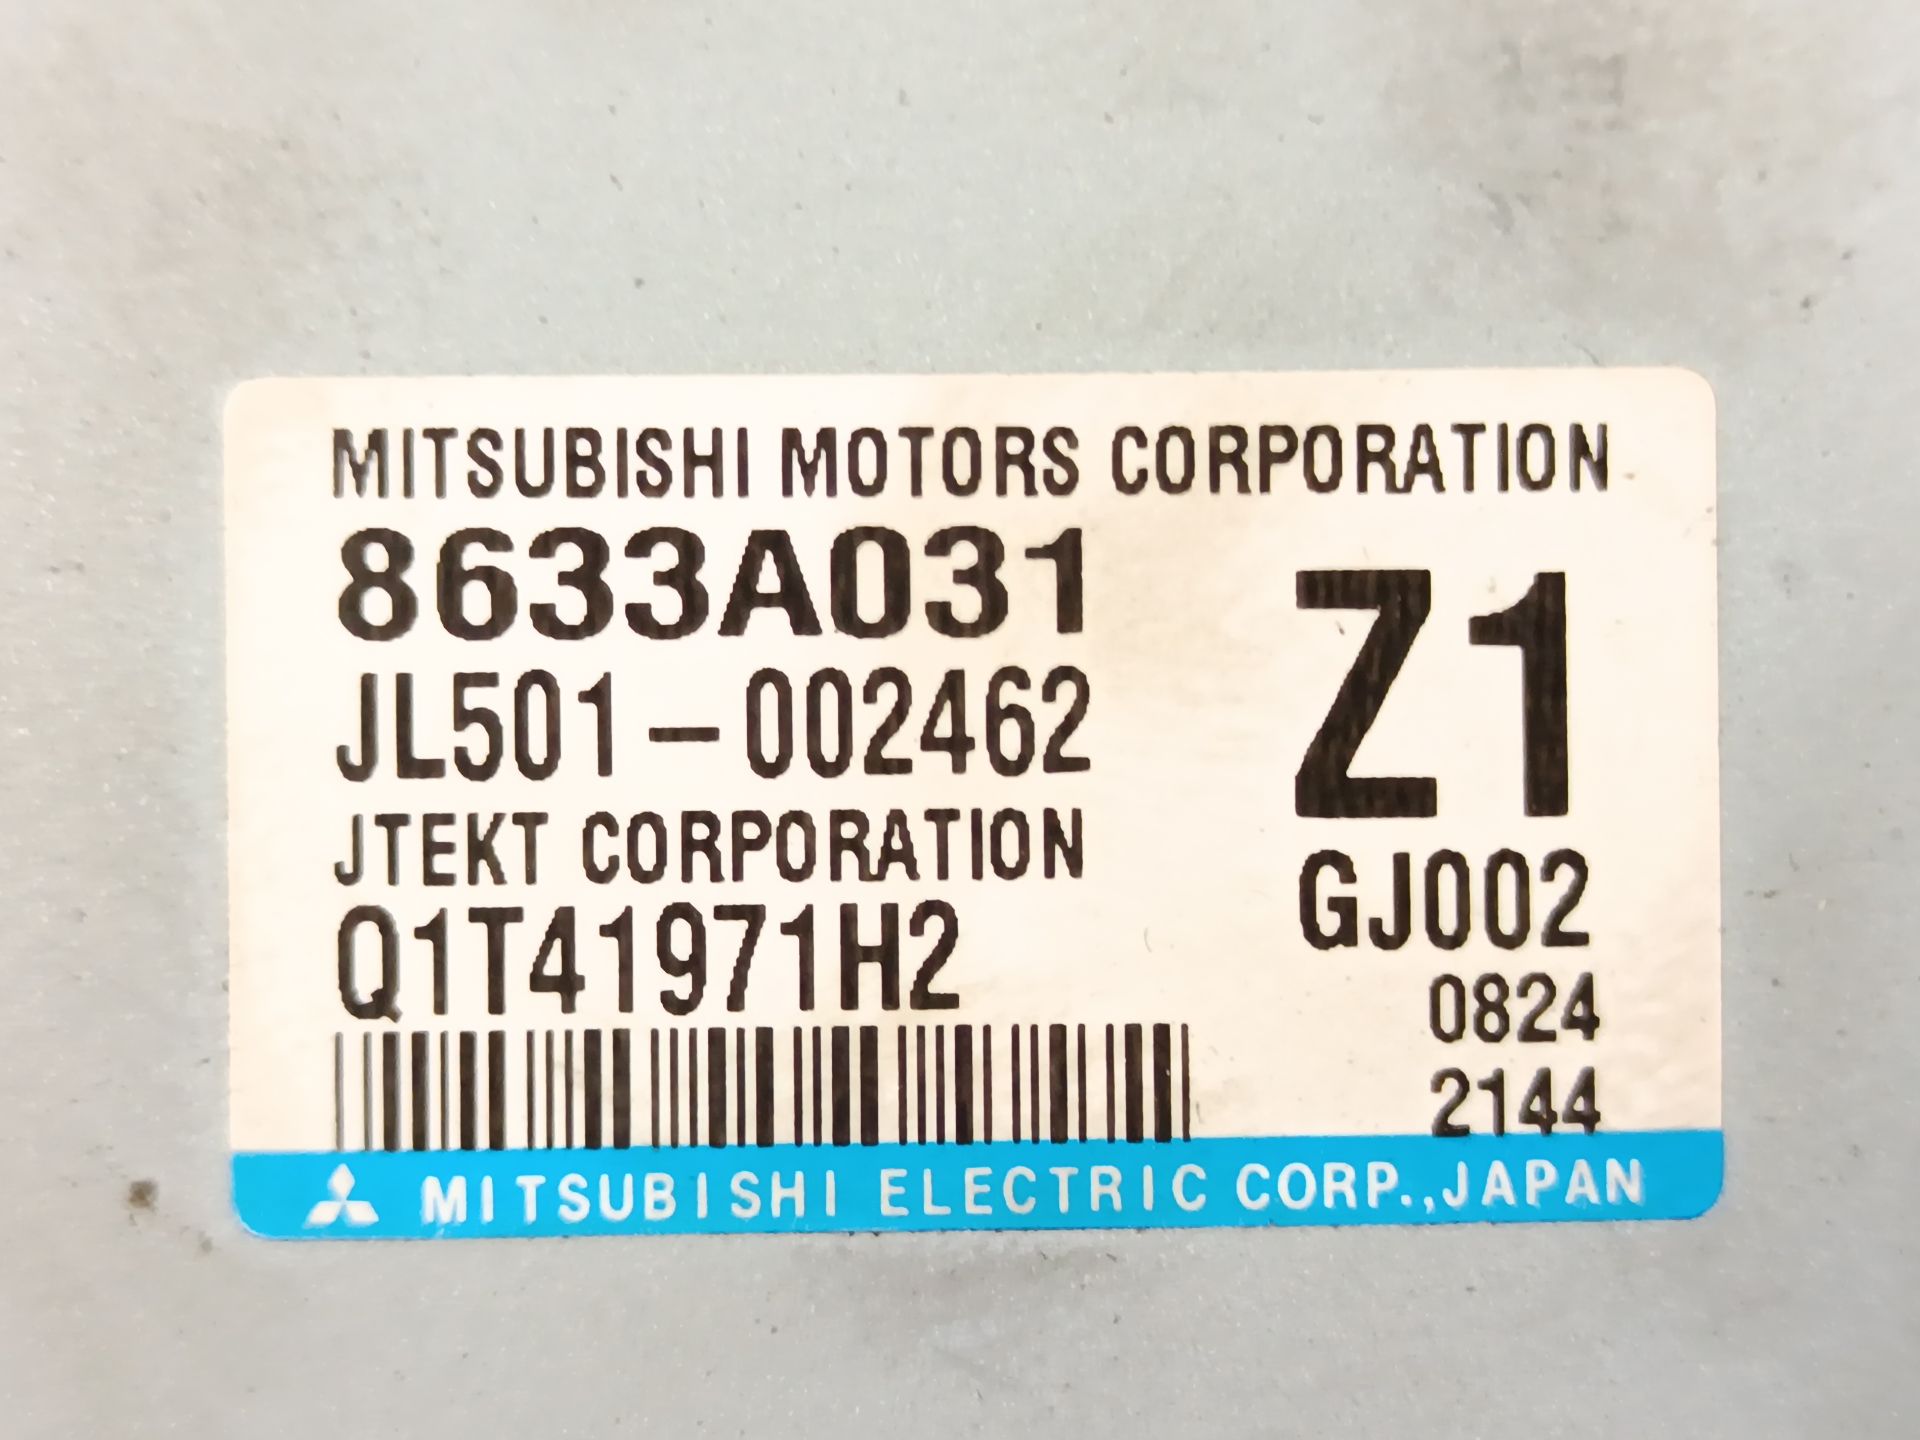 MITSUBISHI MOTORS CORPORATION
8633A031
Z1
JL501-002462
JTEKT CORPORATION
GJ002
Q1T41971H2
0824
2144
MITSUBISHI ELECTRIC CORP.,JAPAN